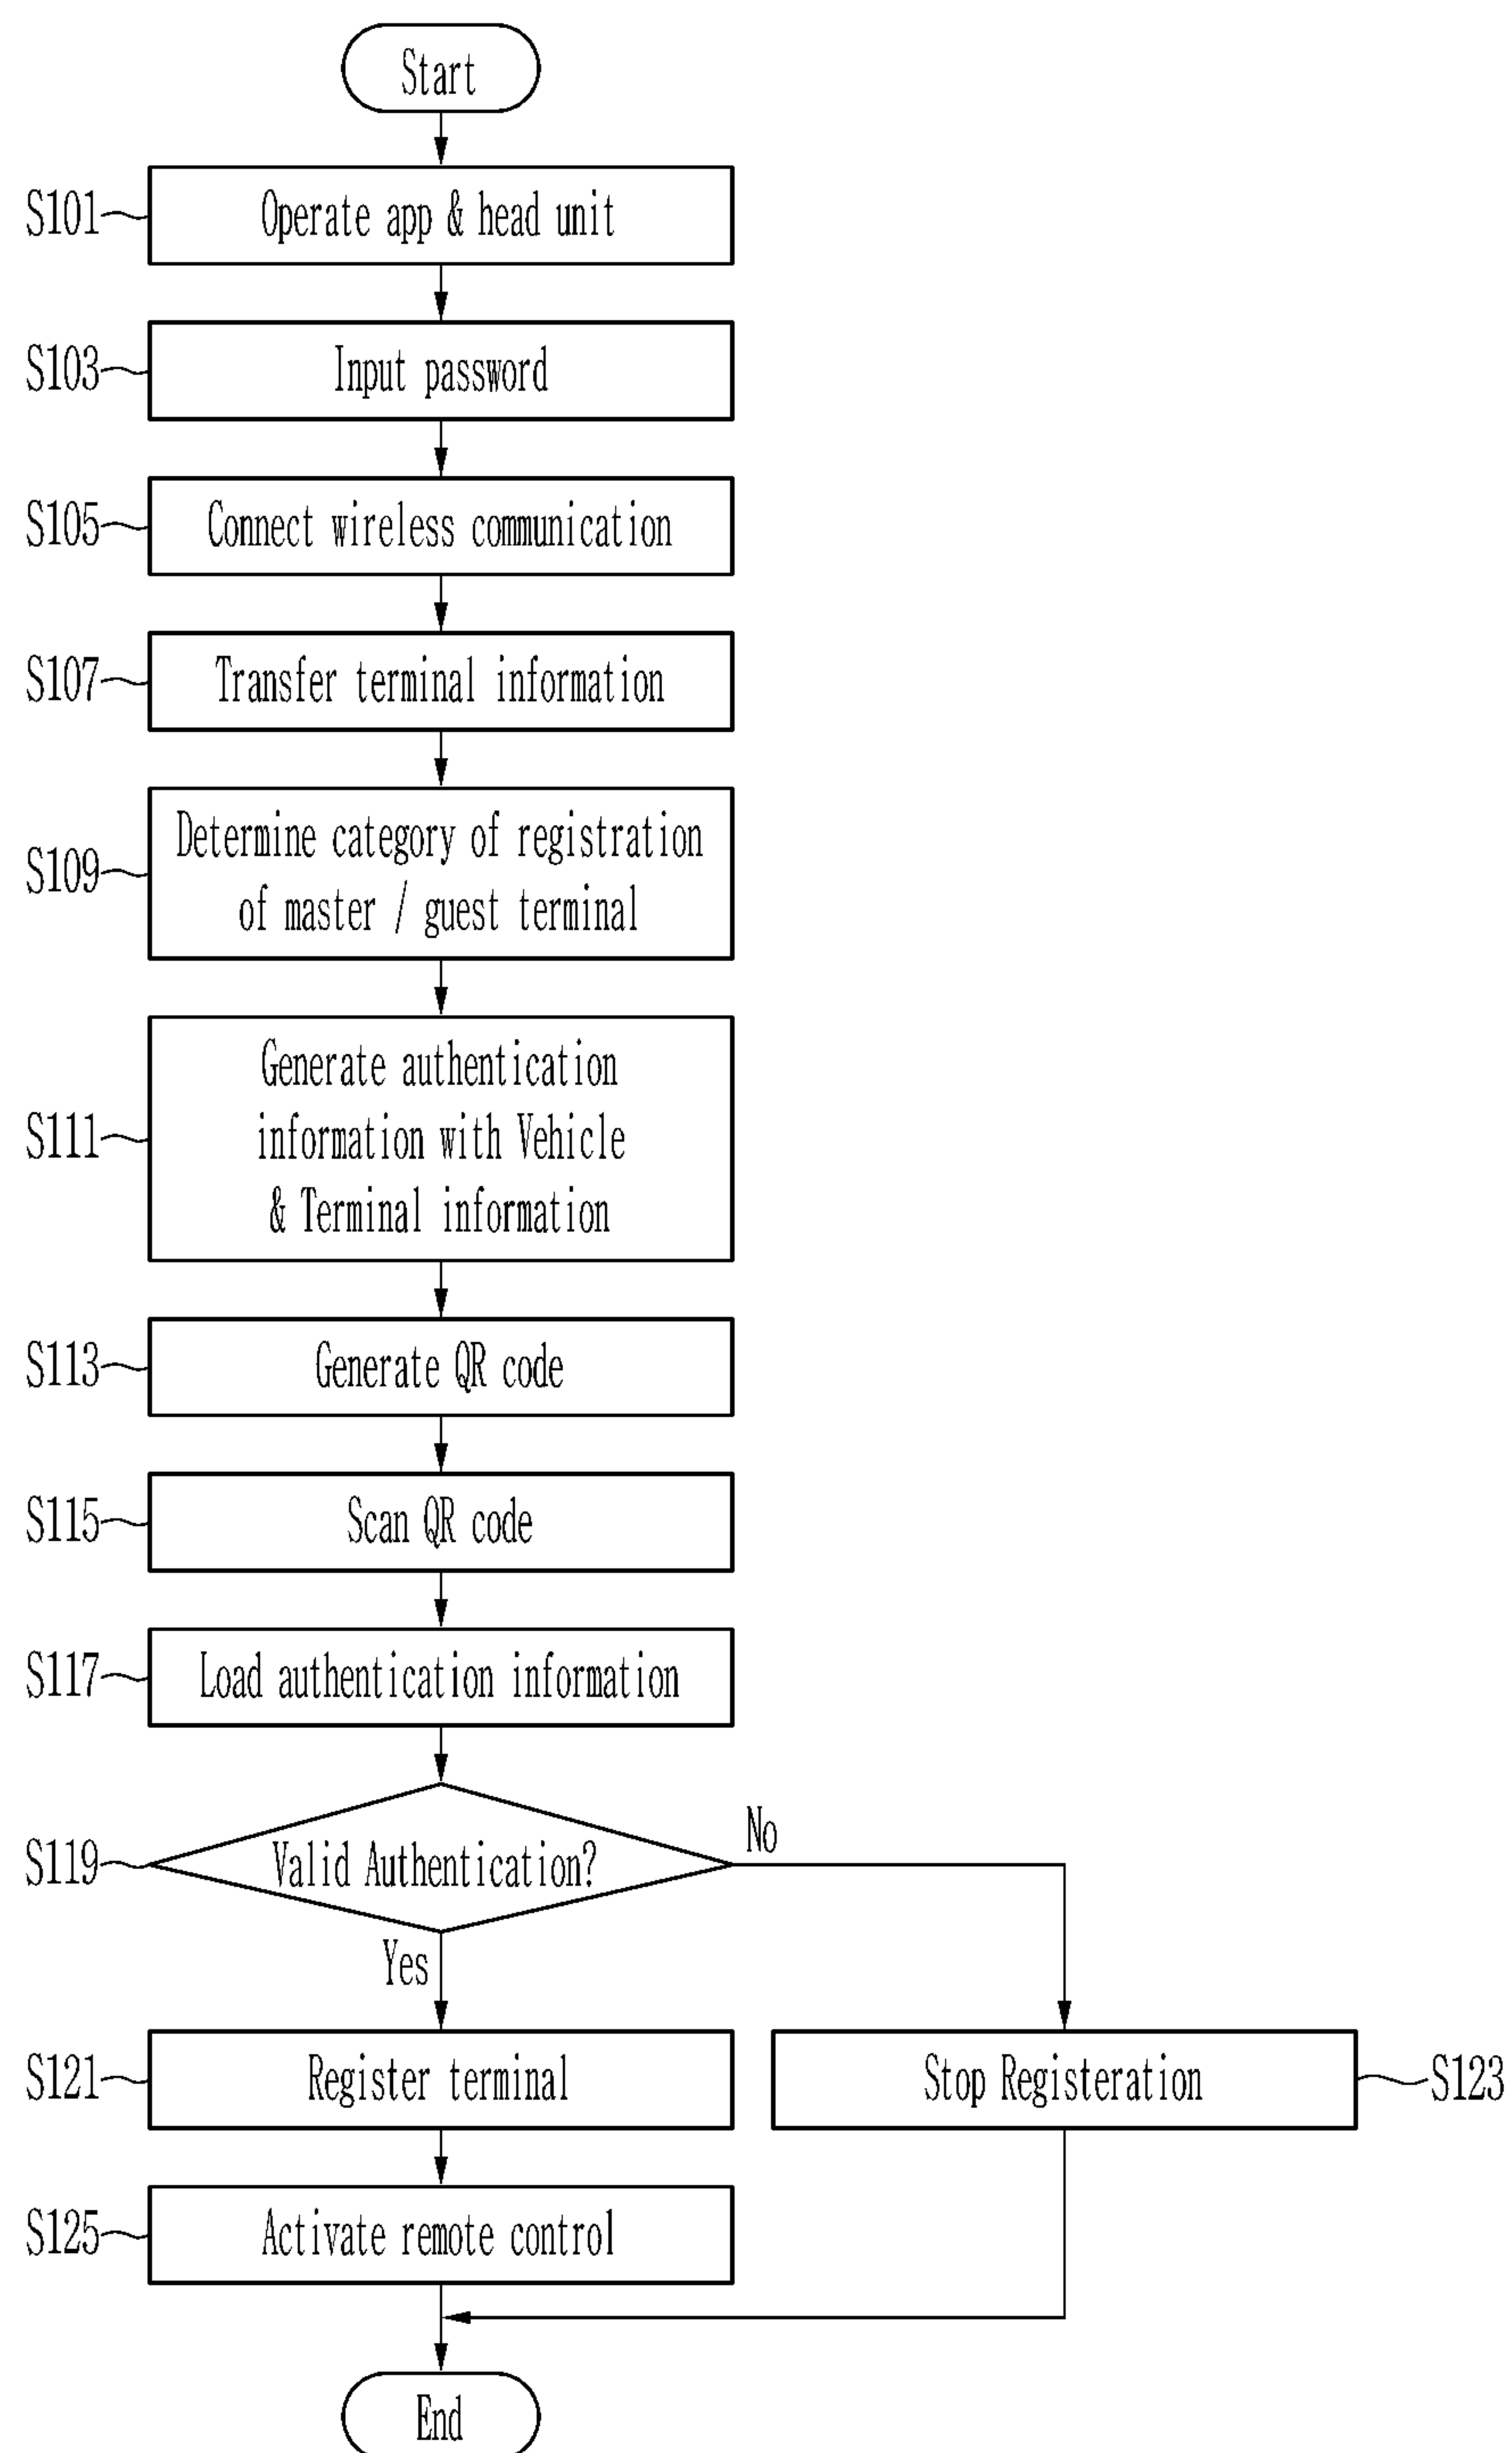 Start
S101
Operate app & head unit
S103
Input password
S105
Connect wireless communication
S107
Transfer terminal information
S109
Determine category of registration
of master / guest terminal
S111
Generate authentication
information with Vehicle
& Terminal information
S113
Generate QR code
S115
Scan QR code
S117
Load authentication information
S119
Valid Authentication?
No
Yes
S121
Register terminal
Stop Registeration
S123
S125
Activate remote control
End